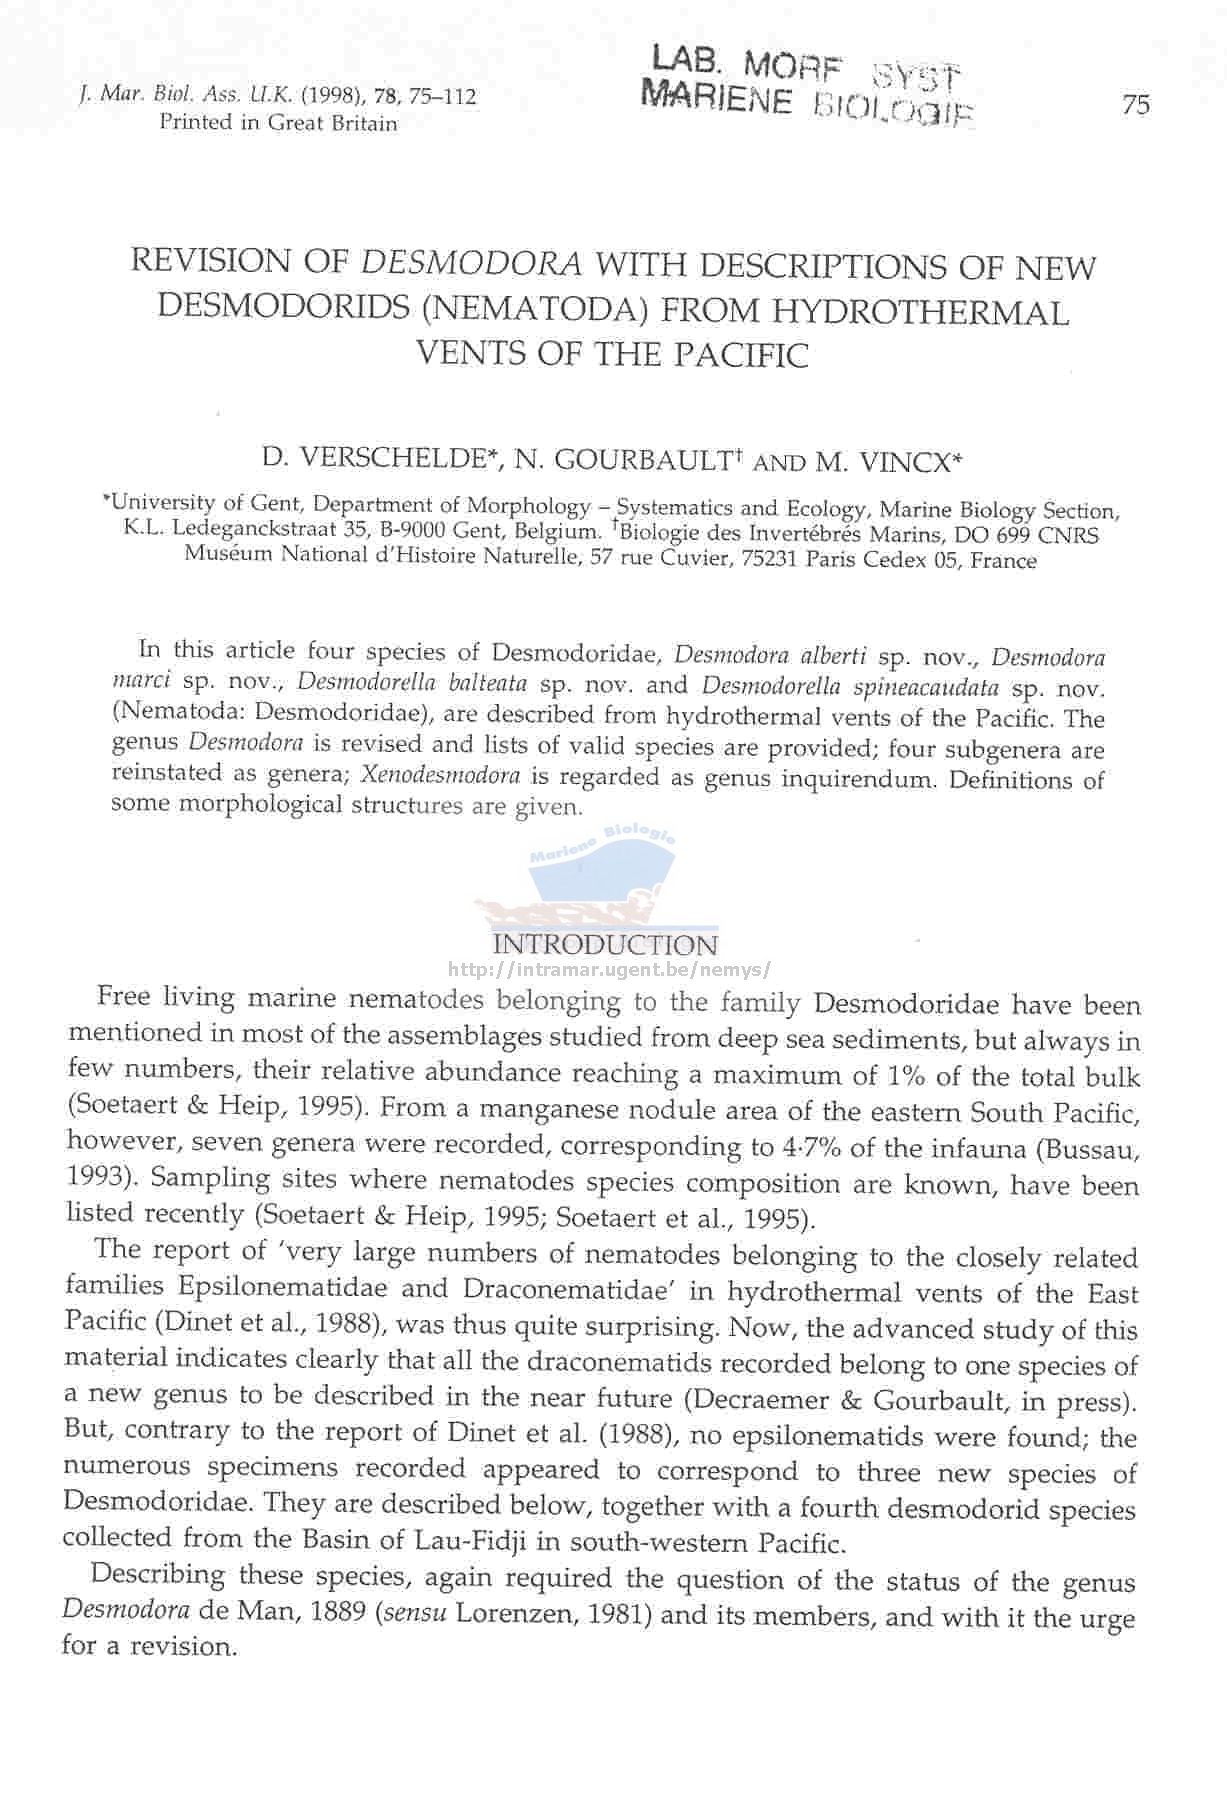 J. Mar. Biol. Ass. U.K. (1998), 78, 75–112
Printed in Great Britain
LAB. MORF SYST
MARIENE BIOLOGIE
75
REVISION OF DESMODORA WITH DESCRIPTIONS OF NEW
DESMODORIDS (NEMATODA) FROM HYDROTHERMAL
VENTS OF THE PACIFIC
D. VERSCHELDE*, N. GOURBAULT† AND M. VINCX*
*University of Gent, Department of Morphology – Systematics and Ecology, Marine Biology Section,
K.L. Ledeganckstraat 35, B-9000 Gent, Belgium. †Biologie des Invertébrés Marins, DO 699 CNRS
Muséum National d'Histoire Naturelle, 57 rue Cuvier, 75231 Paris Cedex 05, France
In this article four species of Desmodoridae, Desmodora alberti sp. nov., Desmodora
marci sp. nov., Desmodorella balteata sp. nov. and Desmodorella spineacaudata sp. nov.
(Nematoda: Desmodoridae), are described from hydrothermal vents of the Pacific. The
genus Desmodora is revised and lists of valid species are provided; four subgenera are
reinstated as genera; Xenodesmodora is regarded as genus inquirendum. Definitions of
some morphological structures are given.
Mariene Biologie
INTRODUCTION
http://intramar.ugent.be/nemys/
Free living marine nematodes belonging to the family Desmodoridae have been
mentioned in most of the assemblages studied from deep sea sediments, but always in
few numbers, their relative abundance reaching a maximum of 1% of the total bulk
(Soetaert & Heip, 1995). From a manganese nodule area of the eastern South Pacific,
however, seven genera were recorded, corresponding to 4·7% of the infauna (Bussau,
1993). Sampling sites where nematodes species composition are known, have been
listed recently (Soetaert & Heip, 1995; Soetaert et al., 1995).
The report of 'very large numbers of nematodes belonging to the closely related
families Epsilonematidae and Draconematidae' in hydrothermal vents of the East
Pacific (Dinet et al., 1988), was thus quite surprising. Now, the advanced study of this
material indicates clearly that all the draconematids recorded belong to one species of
a new genus to be described in the near future (Decraemer & Gourbault, in press).
But, contrary to the report of Dinet et al. (1988), no epsilonematids were found; the
numerous specimens recorded appeared to correspond to three new species of
Desmodoridae. They are described below, together with a fourth desmodorid species
collected from the Basin of Lau-Fidji in south-western Pacific.
Describing these species, again required the question of the status of the genus
Desmodora de Man, 1889 (sensu Lorenzen, 1981) and its members, and with it the urge
for a revision.